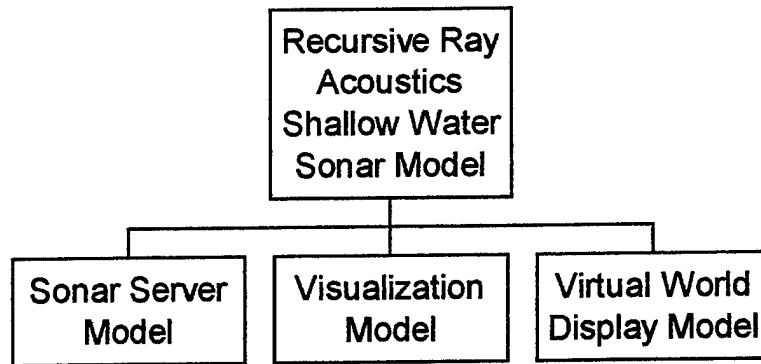 Recursive Ray
Acoustics
Shallow Water
Sonar Model
Sonar Server
Model
Visualization
Model
Virtual World
Display Model